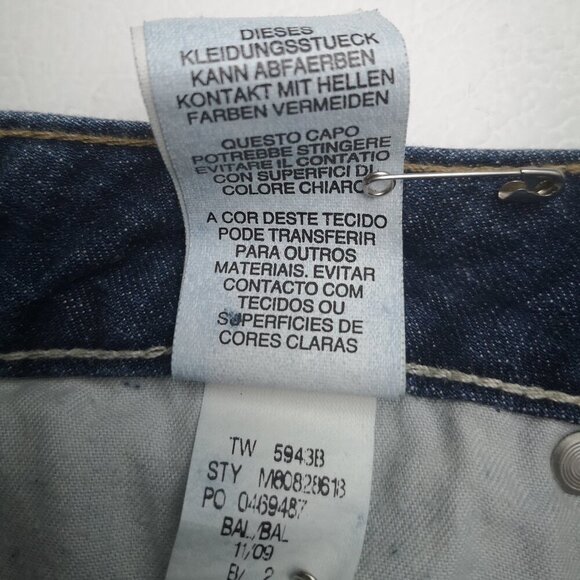 DIESES
KLEIDUNGSSTUECK
KANN ABFAERBEN
KONTAKT MIT HELLEN
FARBEN VERMEIDEN
QUESTO CAPO
POTREBBE STINGERE
EVITARE IL CONTATTO
CON SUPERFICI DI
COLORE CHIARO
A COR DESTE TECIDO
PODE TRANSFERIR
PARA OUTROS
MATERIAIS. EVITAR
CONTACTO COM
TECIDOS OU
SUPERFICIES DE
CORES CLARAS
TW 5943B
STY M80828618
PO 0469487
BAL/BAL
11/09
2